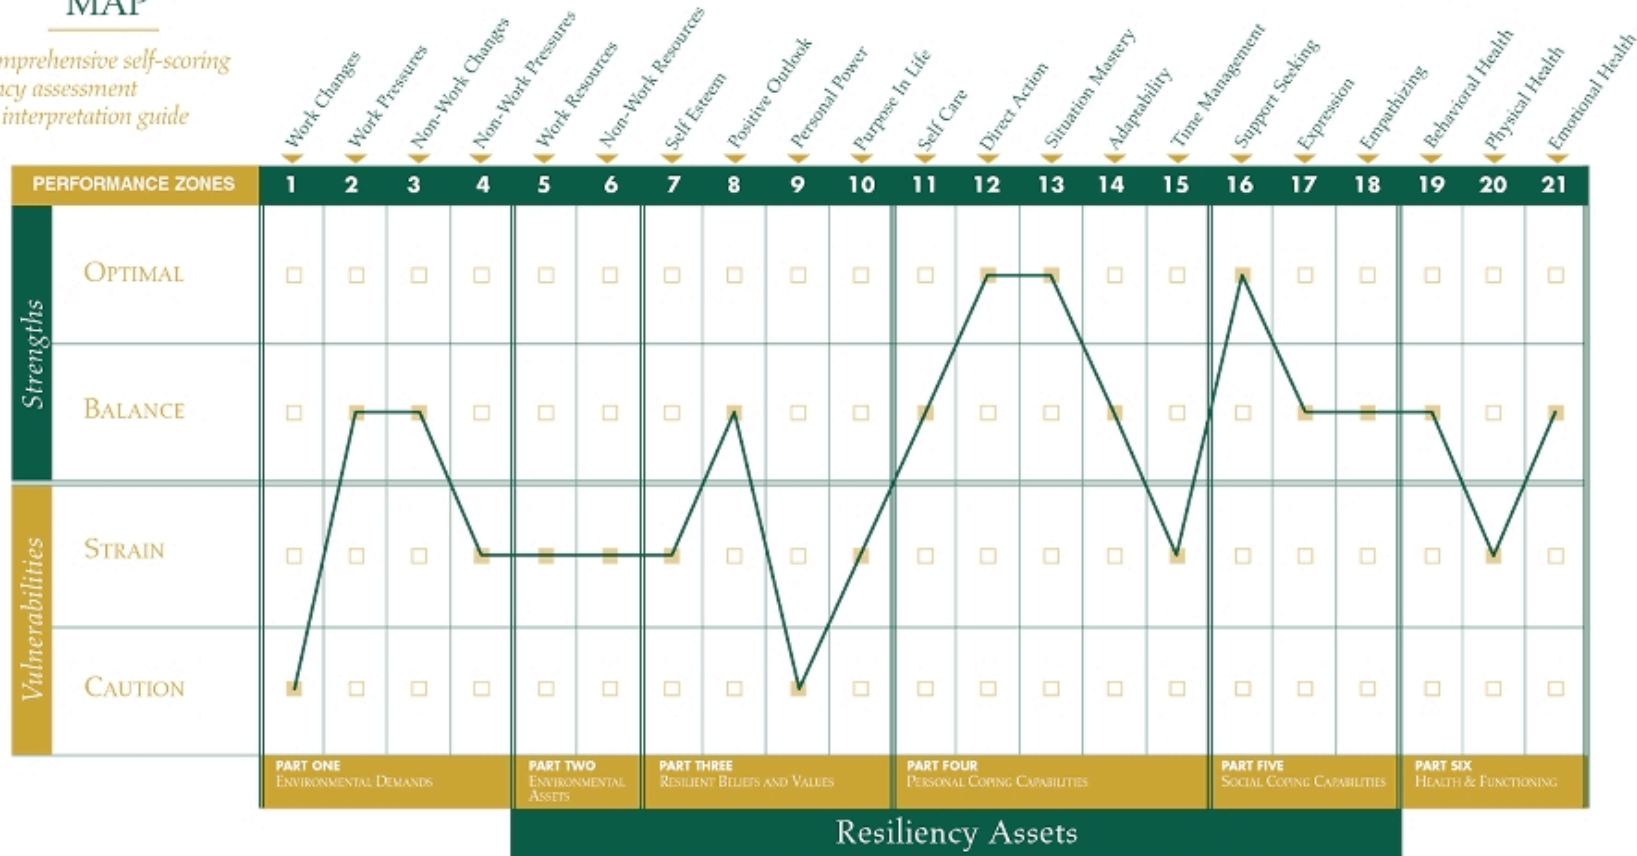 MAP
mprehensive self-scoring
ncy assessment
interpretation guide
Work Changes
Work Pressures
Non-Work Changes
Non-Work Pressures
Work Resources
Non-Work Resources
Self Esteem
Positive Outlook
Personal Power
Purpose In Life
Self Care
Direct Action
Situation Mastery
Adaptability
Time Management
Support Seeking
Expression
Empathizing
Behavioral Health
Physical Health
Emotional Health
PERFORMANCE ZONES 1 2 3 4 5 6 7 8 9 10 11 12 13 14 15 16 17 18 19 20 21
Strengths
OPTIMAL
BALANCE
Vulnerabilities
STRAIN
CAUTION
PART ONE
ENVIRONMENTAL DEMANDS
PART TWO
ENVIRONMENTAL
ASSETS
PART THREE
RESILIENT BELIEFS AND VALUES
PART FOUR
PERSONAL COPING CAPABILITIES
PART FIVE
SOCIAL COPING CAPABILITIES
PART SIX
HEALTH & FUNCTIONING
Resiliency Assets